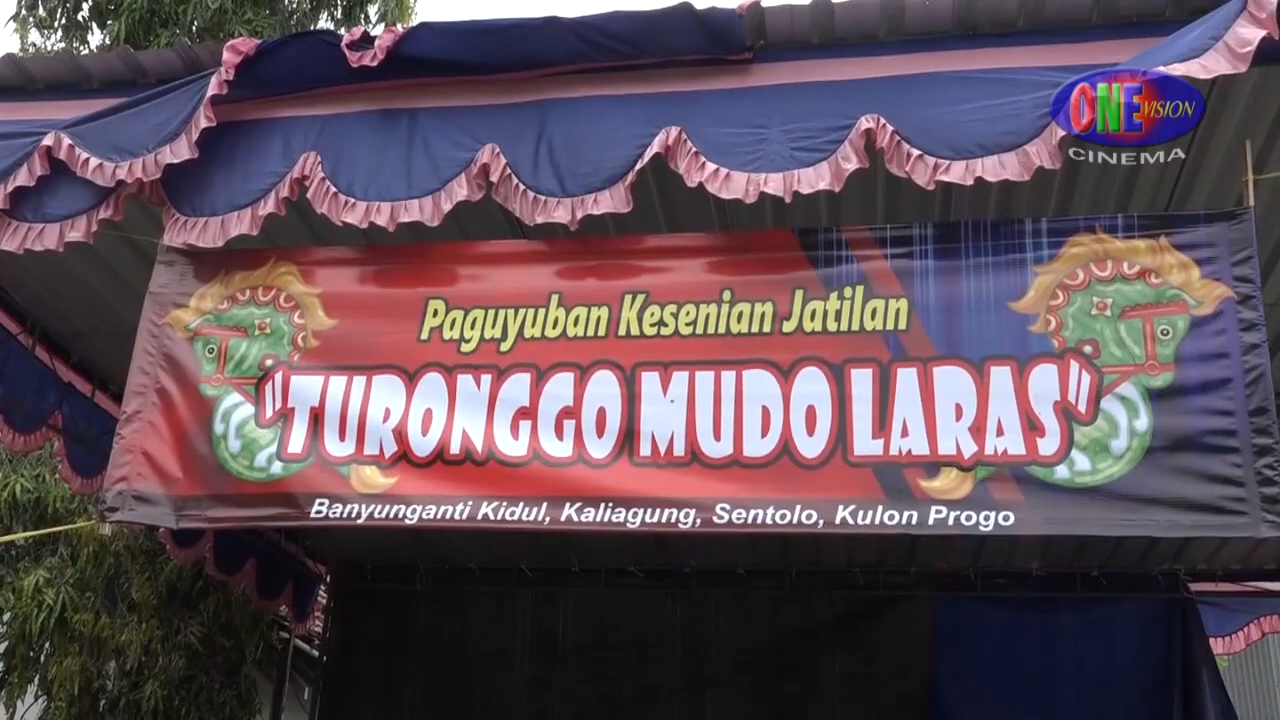 ONE VISION
CINEMA
Paguyuban Kesenian Jatilan
"TURONGGO MUDO LARAS"
Banyunganti Kidul, Kaliagung, Sentolo, Kulon Progo